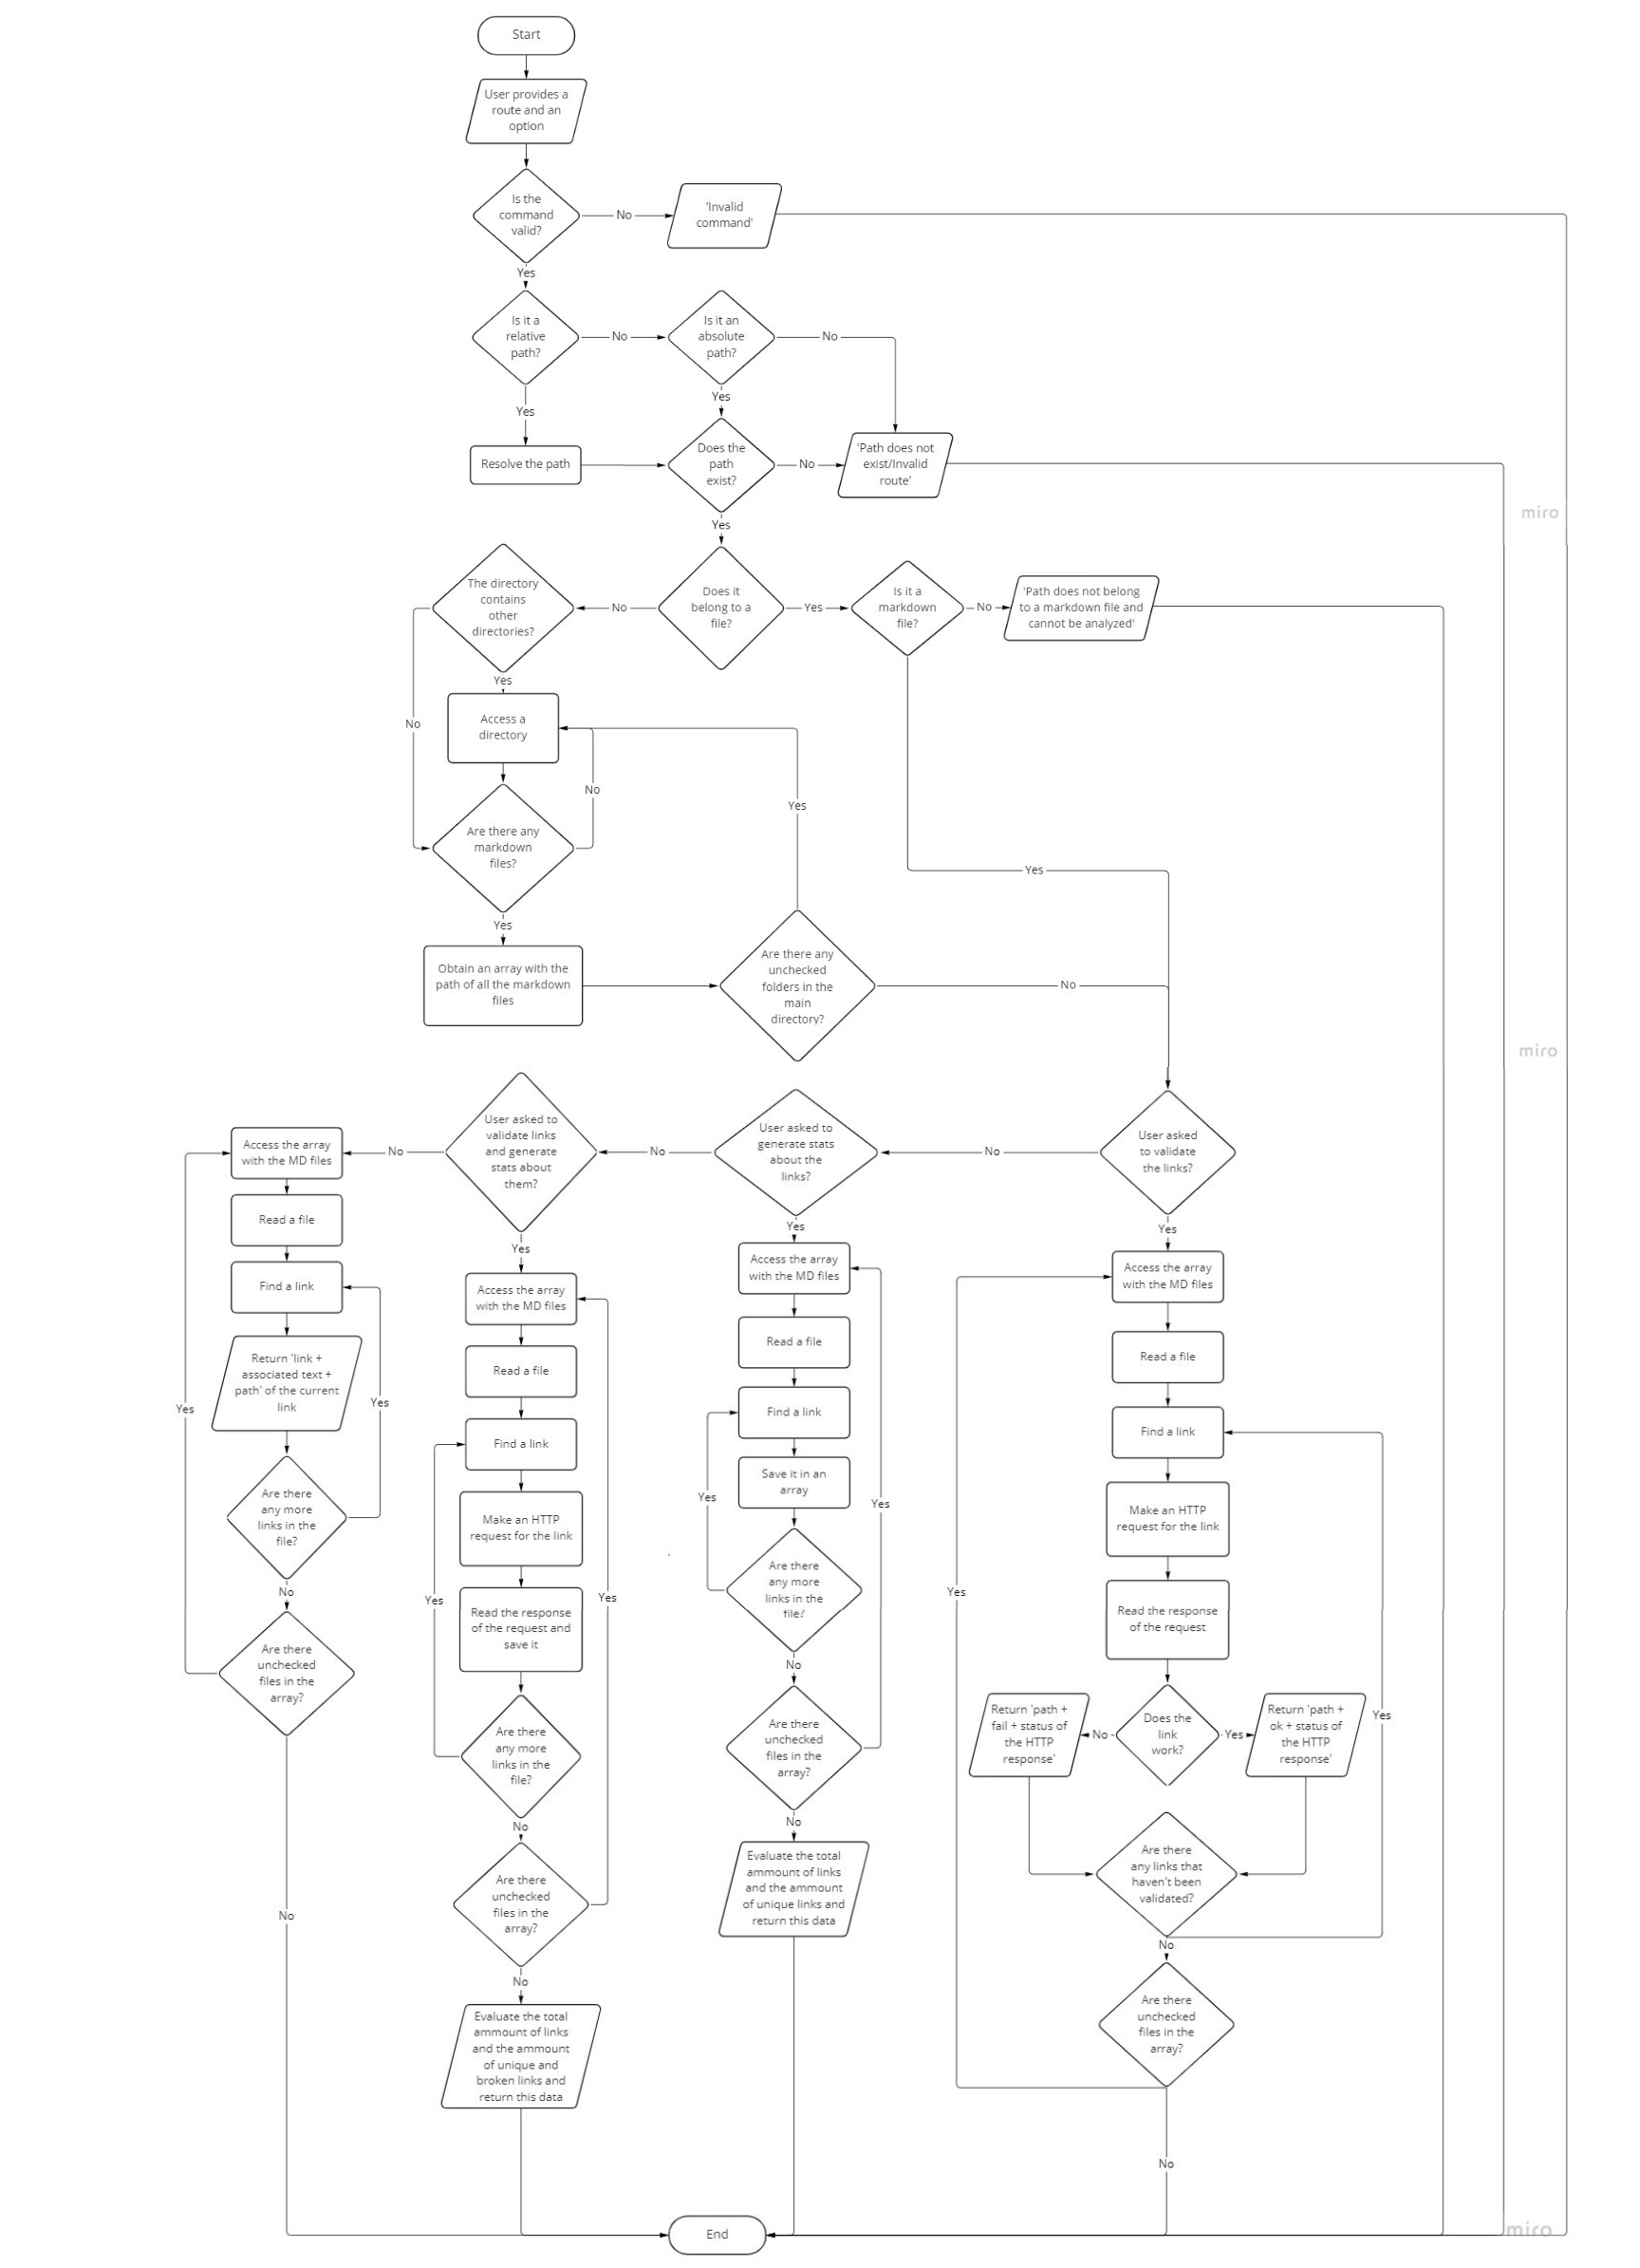 Start
User provides a
route and an
option
Is the
command
valid?
No
'Invalid
command'
Yes
Is it a
relative
path?
No
Is it an
absolute
path?
No
Yes
Yes
Resolve the path
Does the
path
exist?
No
'Path does not
exist/Invalid
route'
miro
Yes
The directory
contains
other
directories?
No
Does it
belong to a
file?
Yes
Is it a
markdown
file?
No
'Path does not belong
to a markdown file and
cannot be analyzed'
Yes
No
Access a
directory
No
Yes
Are there any
markdown
files?
Yes
Yes
Obtain an array with the
path of all the markdown
files
Are there any
unchecked
folders in the
main
directory?
No
miro
Access the array
with the MD files
No
User asked to
validate links
and generate
stats about
them?
No
User asked to
generate stats
about the
links?
No
User asked
to validate
the links?
Read a file
Find a link
Return 'link +
associated text +
path' of the current
link
Yes
Yes
Are there
any more
links in the
file?
No
Are there
unchecked
files in the
array?
No
Yes
Access the array
with the MD files
Read a file
Find a link
Make an HTTP
request for the link
Yes
Yes
Read the response
of the request and
save it
Are there
any more
links in the
file?
No
Are there
unchecked
files in the
array?
No
Evaluate the total
ammount of links
and the ammount
of unique and
broken links and
return this data
Yes
Access the array
with the MD files
Read a file
Find a link
Save it in an
array
Yes
Yes
Are there
any more
links in the
file?
No
Are there
unchecked
files in the
array?
No
Evaluate the total
ammount of links
and the ammount
of unique links and
return this data
Yes
Access the array
with the MD files
Read a file
Find a link
Make an HTTP
request for the link
Yes
Read the response
of the request
Return 'path +
fail + status of
the HTTP
response'
No
Does the
link
work?
Yes
Return 'path +
ok + status of
the HTTP
response'
Yes
Are there
any links that
haven't been
validated?
No
Are there
unchecked
files in the
array?
No
End
miro